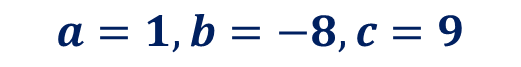 a = 1, b = −8, c = 9